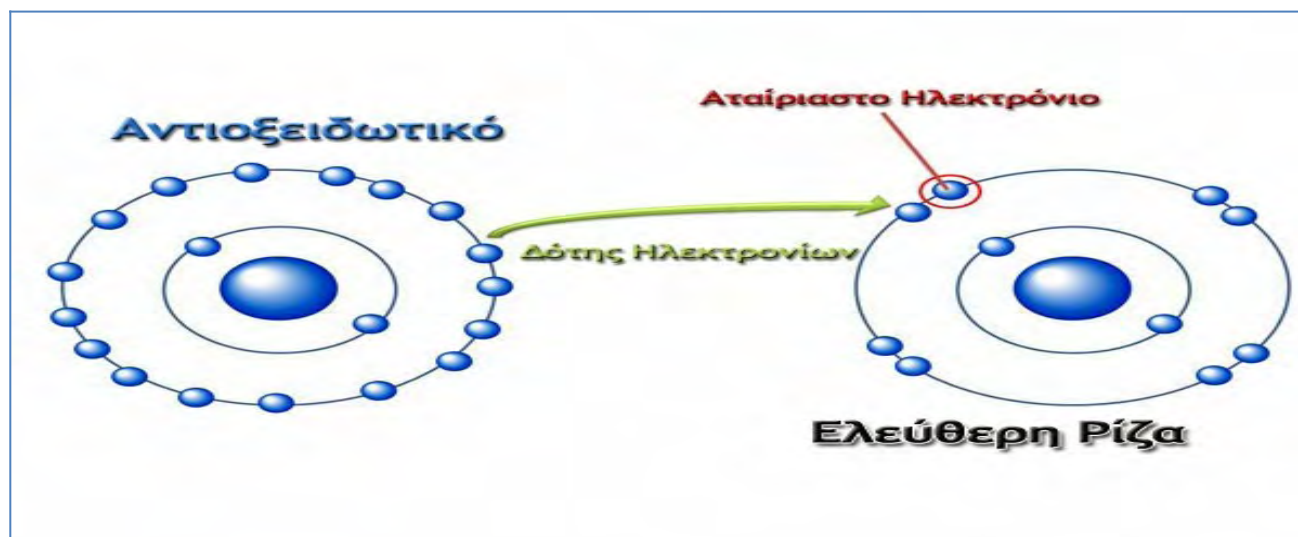 Αταίριαστο Ηλεκτρόνιο
Αντιοξειδωτικό
Δότης Ηλεκτρονίων
Ελεύθερη Ρίζα